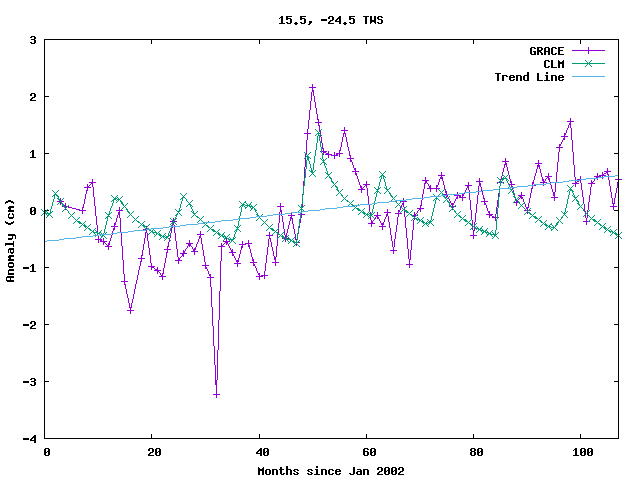 15.5, -24.5 TWS
GRACE
CLM
Trend Line
3
2
1
0
-1
-2
-3
-4
Anomaly (cm)
0 20 40 60 80 100
Months since Jan 2002